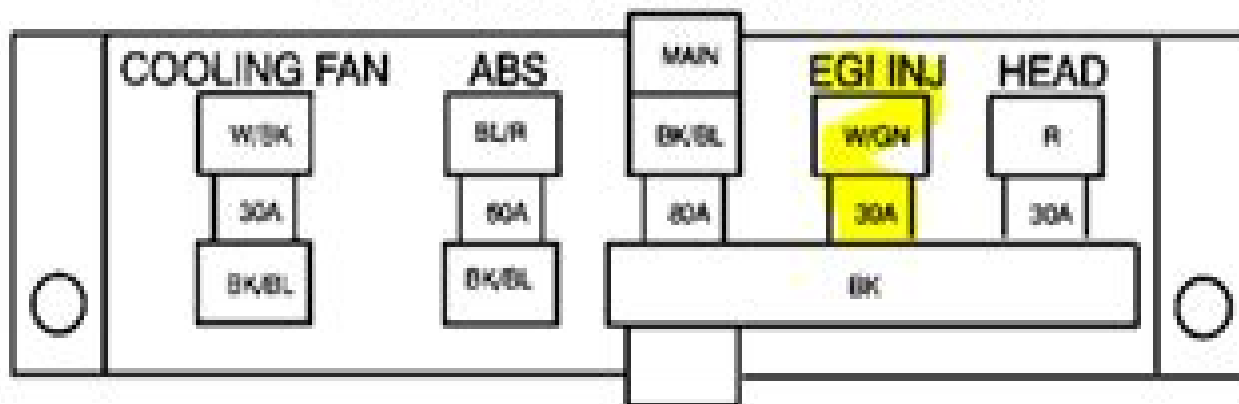 MAIN
COOLING FAN ABS EGI INJ HEAD
W/BK BL/R BK/BL W/GN R
30A 60A 80A 30A 30A
BK/BL BK/BL BK